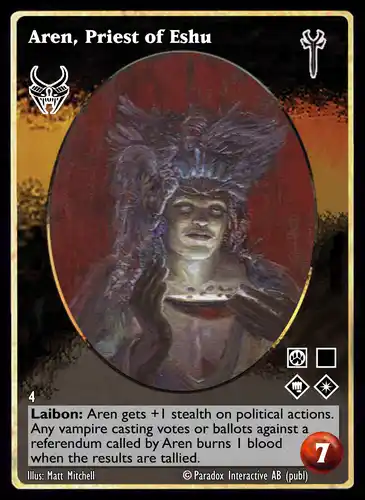 Aren, Priest of Eshu
4
Laibon: Aren gets +1 stealth on political actions.
Any vampire casting votes or ballots against a
referendum called by Aren burns 1 blood
when the results are tallied.
7
Illus: Matt Mitchell
© Paradox Interactive AB (publ)